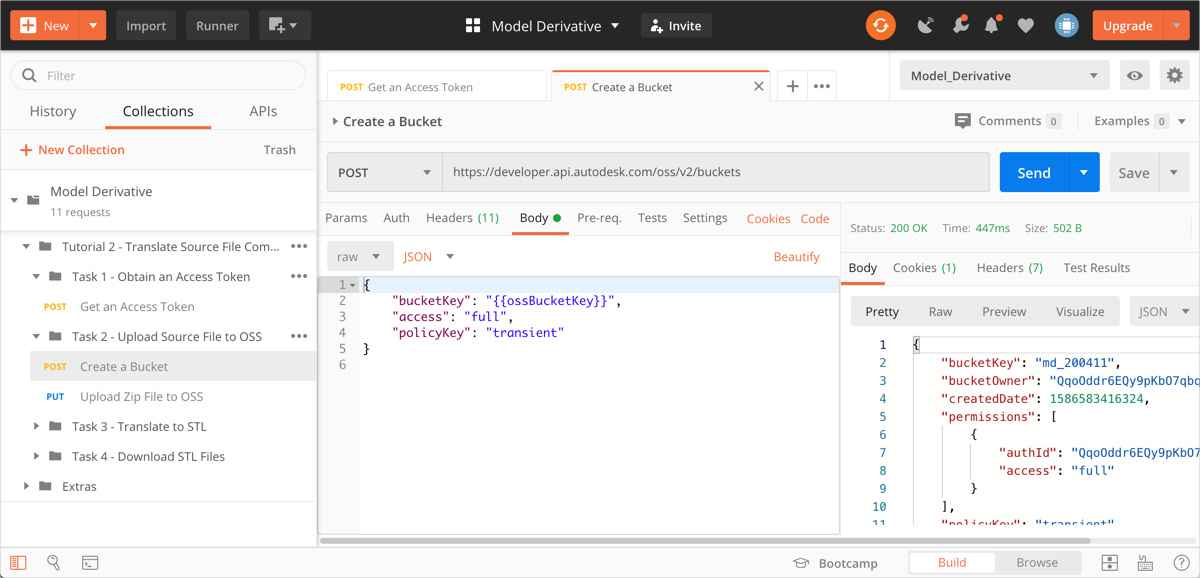 New Import Runner Model Derivative Invite Upgrade
Filter
History Collections APIs
+ New Collection Trash
Model Derivative
11 requests
Tutorial 2 - Translate Source File Com... •••
Task 1 - Obtain an Access Token •••
POST Get an Access Token
Task 2 - Upload Source File to OSS •••
POST Create a Bucket
PUT Upload Zip File to OSS
Task 3 - Translate to STL
Task 4 - Download STL Files
Extras
POST Get an Access Token POST Create a Bucket × + ••• Model_Derivative
Create a Bucket Comments 0 Examples 0
POST https://developer.api.autodesk.com/oss/v2/buckets Send Save
Params Auth Headers (11) Body Pre-req. Tests Settings Cookies Code
raw JSON Beautify
1 {
2 "bucketKey": "{{ossBucketKey}}",
3 "access": "full",
4 "policyKey": "transient"
5 }
6
Status: 200 OK Time: 447ms Size: 502 B
Body Cookies (1) Headers (7) Test Results
Pretty Raw Preview Visualize JSON
1 {
2 "bucketKey": "md_200411",
3 "bucketOwner": "QqoOddr6EQy9pKbO7qbq
4 "createdDate": 1586583416324,
5 "permissions": [
6 {
7 "authId": "QqoOddr6EQy9pKbO7
8 "access": "full"
9 }
10 ],
11 "policyKey": "transient"
Bootcamp Build Browse ?